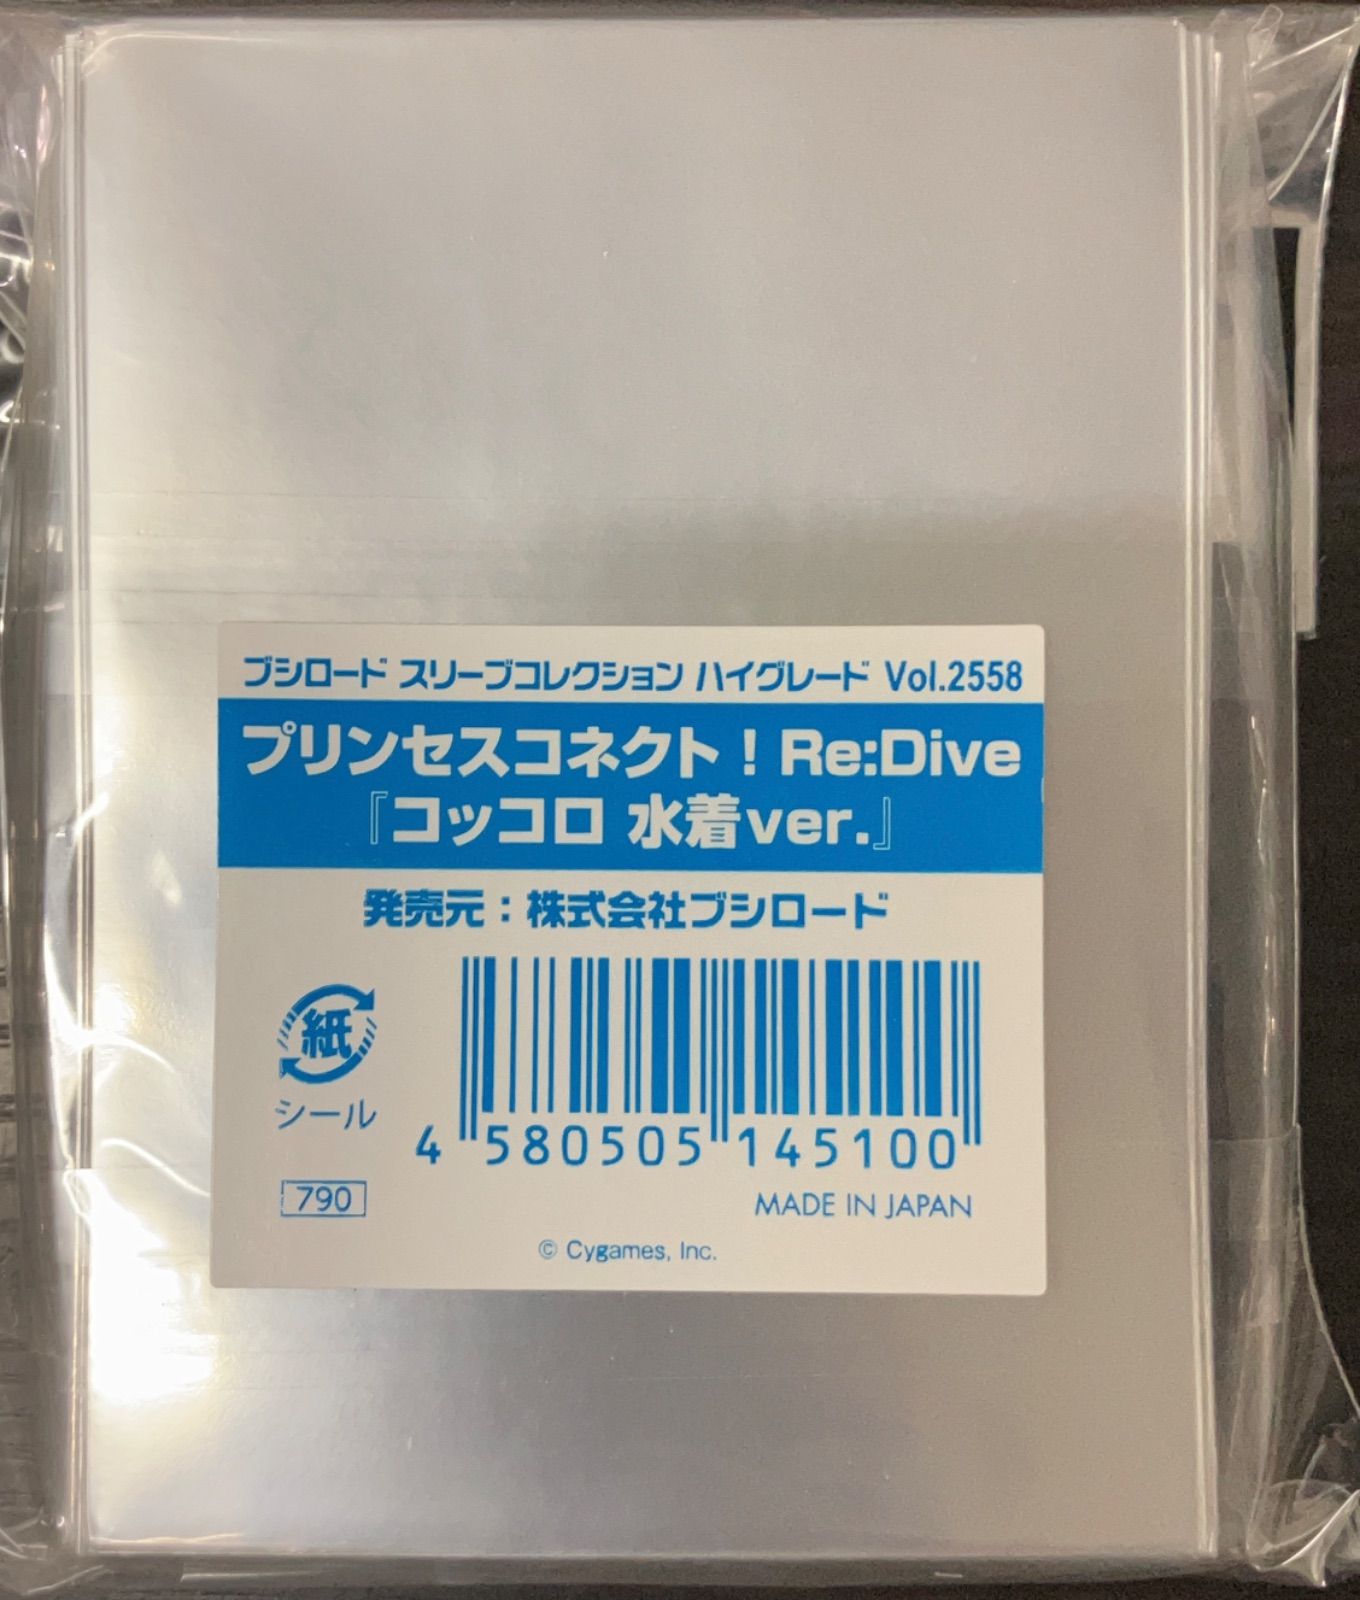 ブシロード スリーブコレクション ハイグレード Vol.2558
プリンセスコネクト！Re:Dive
『コッコロ 水着ver.』
発売元：株式会社ブシロード
紙
シール
4 580505 145100
790
MADE IN JAPAN
© Cygames, Inc.